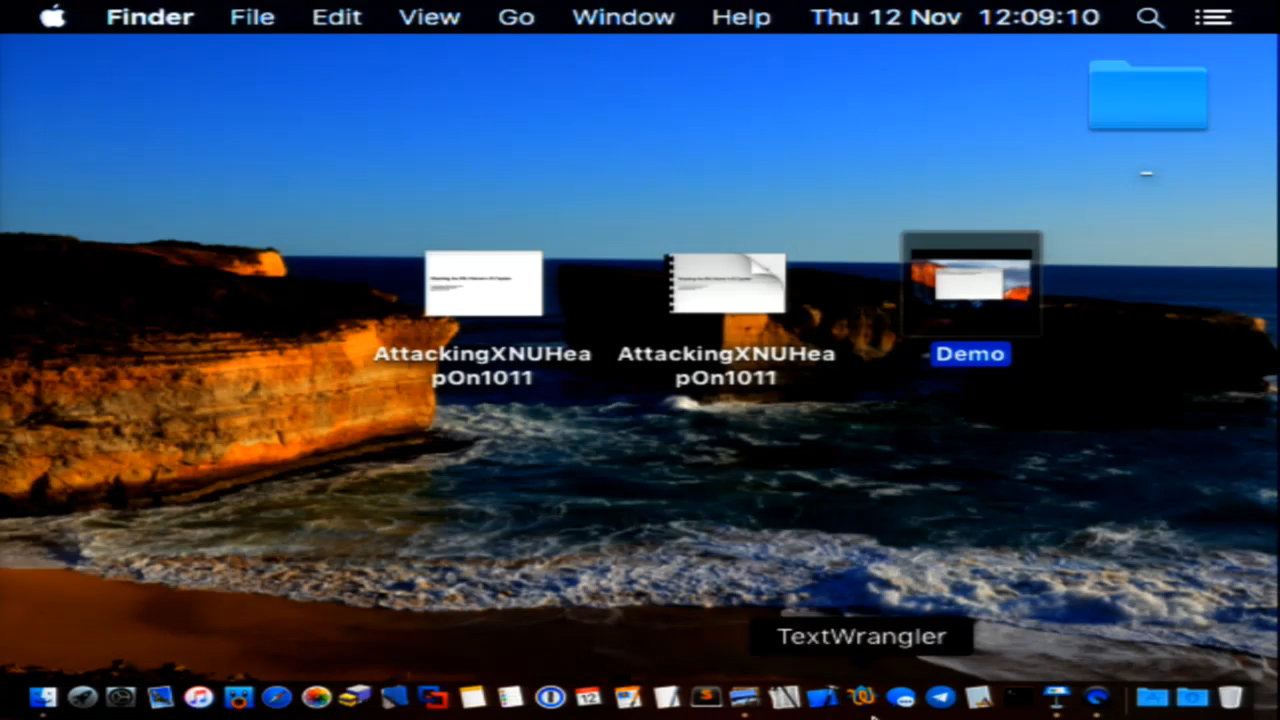 Finder File Edit View Go Window Help Thu 12 Nov 12:09:10
AttackingXNUHea
pOn1011
AttackingXNUHea
pOn1011
Demo
TextWrangler
12